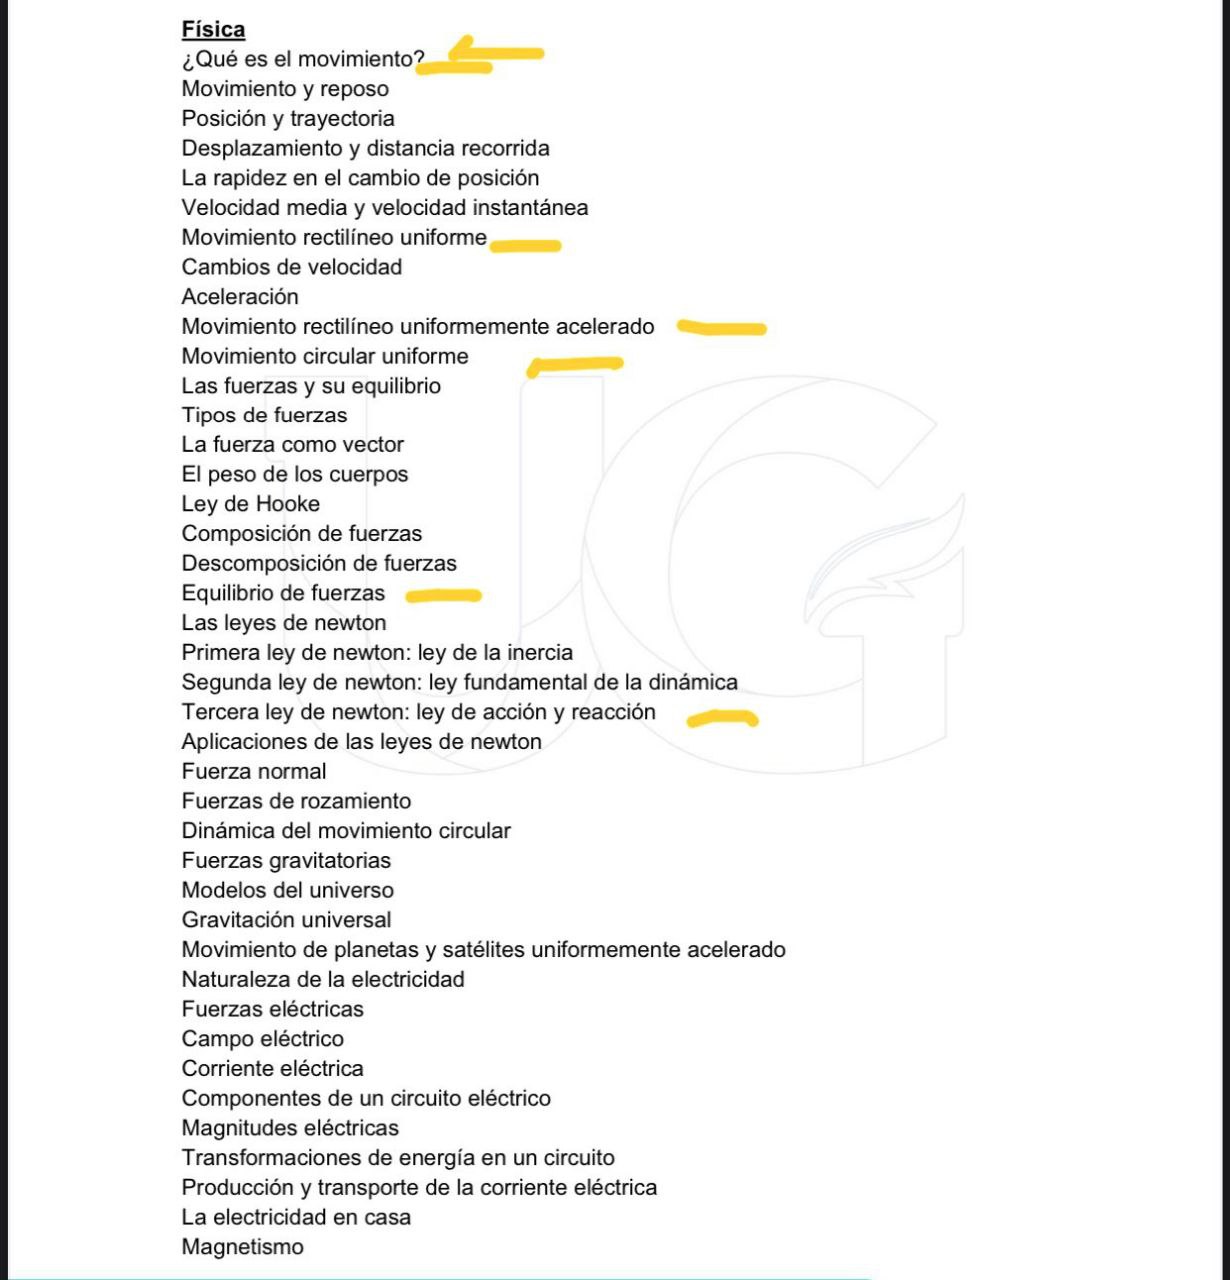 Física
¿Qué es el movimiento?
Movimiento y reposo
Posición y trayectoria
Desplazamiento y distancia recorrida
La rapidez en el cambio de posición
Velocidad media y velocidad instantánea
Movimiento rectilíneo uniforme
Cambios de velocidad
Aceleración
Movimiento rectilíneo uniformemente acelerado
Movimiento circular uniforme
Las fuerzas y su equilibrio
Tipos de fuerzas
La fuerza como vector
El peso de los cuerpos
Ley de Hooke
Composición de fuerzas
Descomposición de fuerzas
Equilibrio de fuerzas
Las leyes de newton
Primera ley de newton: ley de la inercia
Segunda ley de newton: ley fundamental de la dinámica
Tercera ley de newton: ley de acción y reacción
Aplicaciones de las leyes de newton
Fuerza normal
Fuerzas de rozamiento
Dinámica del movimiento circular
Fuerzas gravitatorias
Modelos del universo
Gravitación universal
Movimiento de planetas y satélites uniformemente acelerado
Naturaleza de la electricidad
Fuerzas eléctricas
Campo eléctrico
Corriente eléctrica
Componentes de un circuito eléctrico
Magnitudes eléctricas
Transformaciones de energía en un circuito
Producción y transporte de la corriente eléctrica
La electricidad en casa
Magnetismo
UG